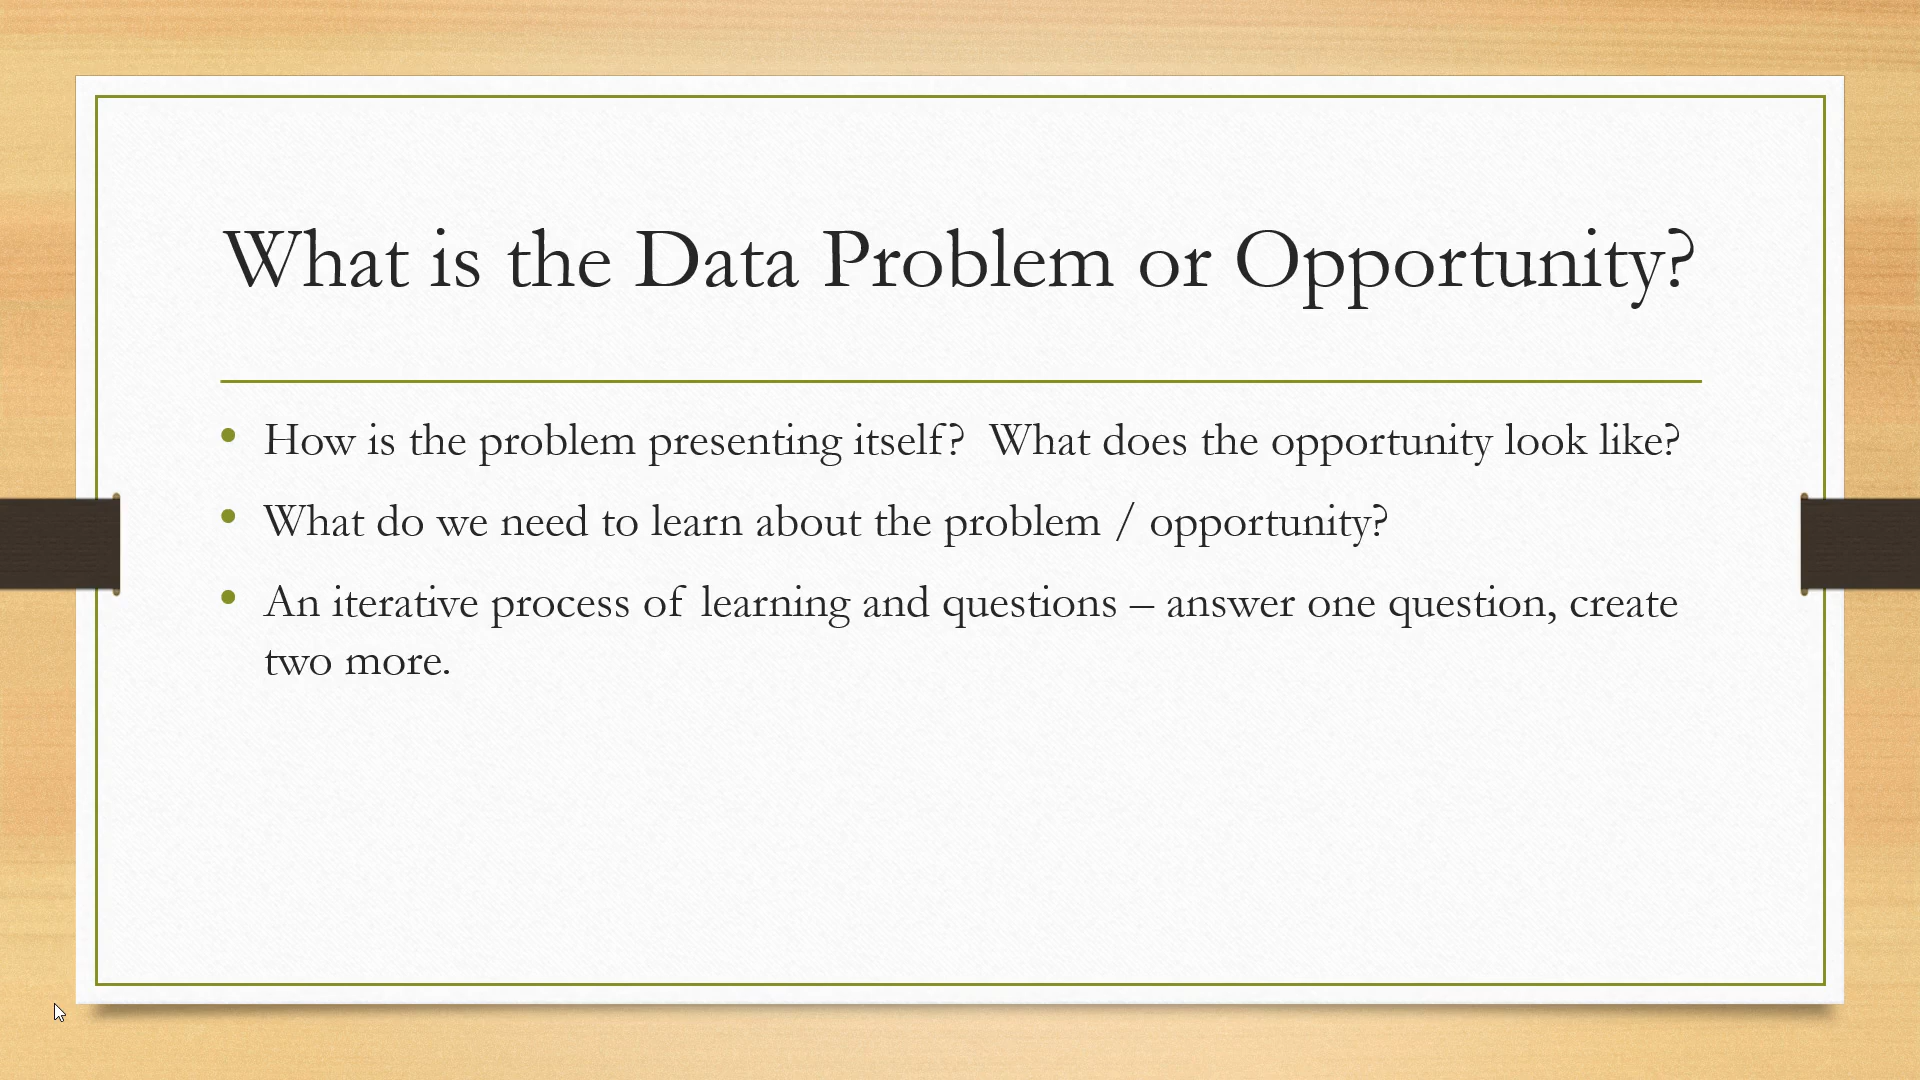 What is the Data Problem or Opportunity?
• How is the problem presenting itself?  What does the opportunity look like?
• What do we need to learn about the problem / opportunity?
• An iterative process of learning and questions – answer one question, create
two more.